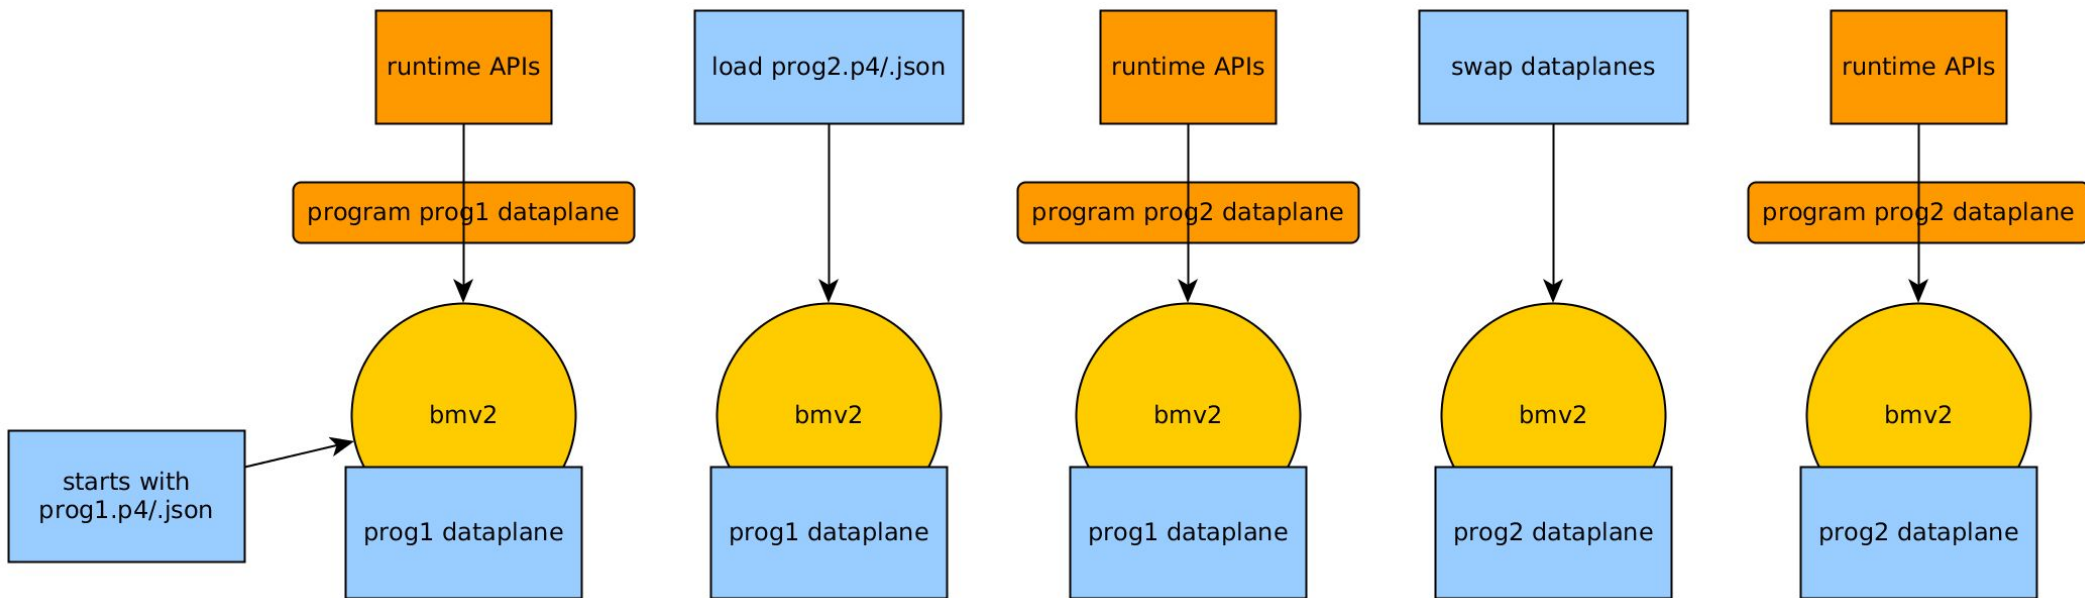 runtime APIs
load prog2.p4/.json
runtime APIs
swap dataplanes
runtime APIs
program prog1 dataplane
program prog2 dataplane
program prog2 dataplane
bmv2
bmv2
bmv2
bmv2
bmv2
starts with
prog1.p4/.json
prog1 dataplane
prog1 dataplane
prog1 dataplane
prog2 dataplane
prog2 dataplane